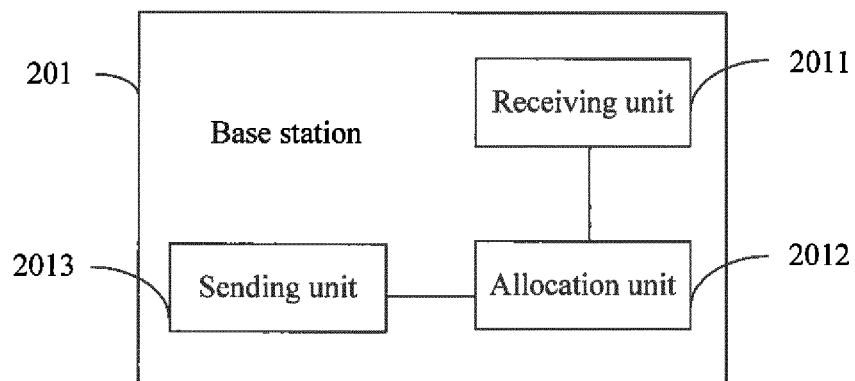 201
2011
Receiving unit
Base station
2013
Sending unit
Allocation unit
2012